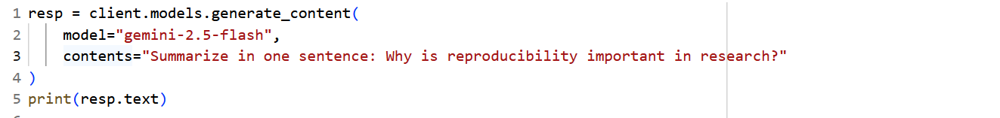 1 resp = client.models.generate_content(
2     model="gemini-2.5-flash",
3     contents="Summarize in one sentence: Why is reproducibility important in research?"
4 )
5 print(resp.text)